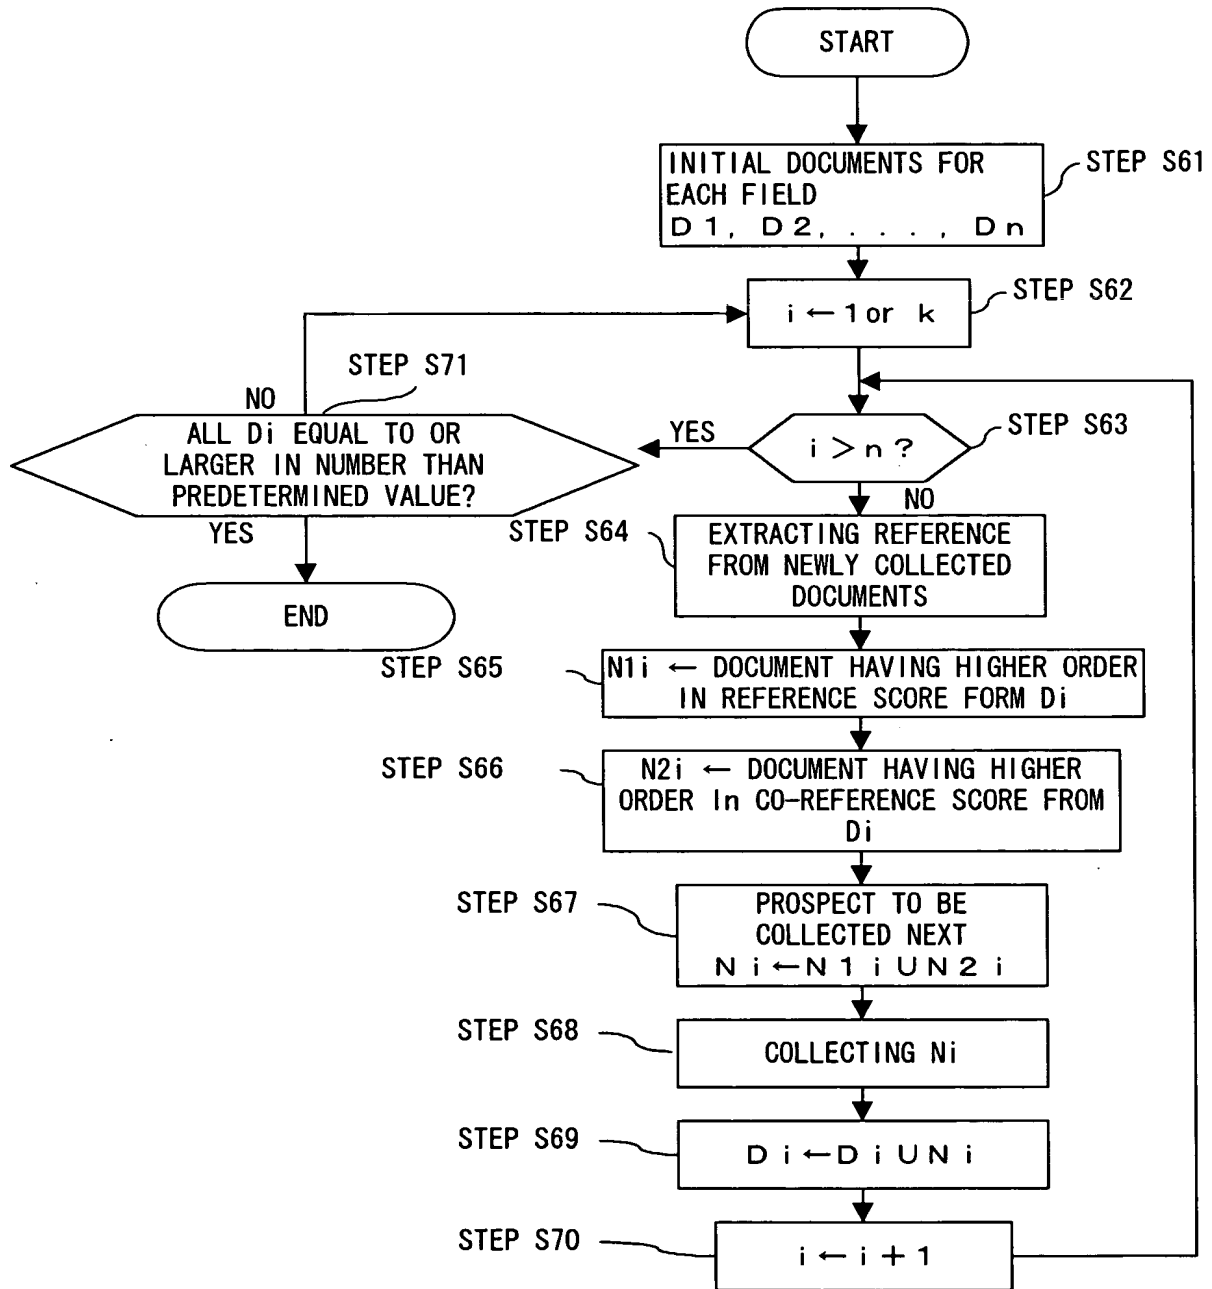 START
INITIAL DOCUMENTS FOR
EACH FIELD
D1, D2, . . . ., Dn
STEP S61
i ← 1 or k
STEP S62
STEP S71
NO
ALL Di EQUAL TO OR
LARGER IN NUMBER THAN
PREDETERMINED VALUE?
YES
YES
i > n ?
STEP S63
NO
END
STEP S64
EXTRACTING REFERENCE
FROM NEWLY COLLECTED
DOCUMENTS
STEP S65
N1i ← DOCUMENT HAVING HIGHER ORDER
IN REFERENCE SCORE FORM Di
STEP S66
N2i ← DOCUMENT HAVING HIGHER
ORDER In CO-REFERENCE SCORE FROM
Di
STEP S67
PROSPECT TO BE
COLLECTED NEXT
Ni←N1iUN2i
STEP S68
COLLECTING Ni
STEP S69
Di←DiUNi
STEP S70
i←i+1